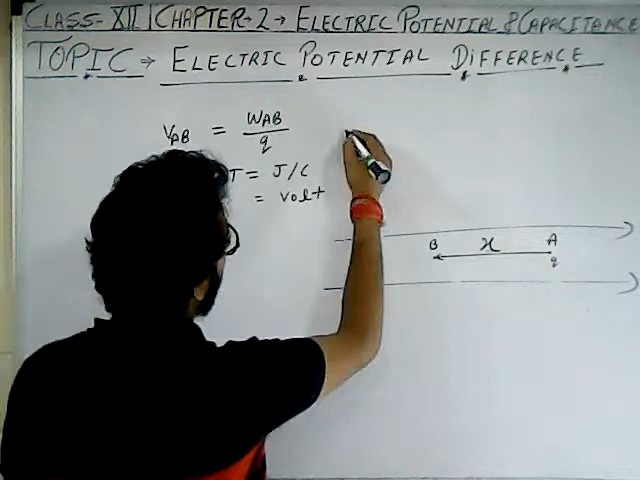 CLASS-XII | CHAPTER-2 → ELECTRIC POTENTIAL & CAPACITANCE
TOPIC → ELECTRIC POTENTIAL DIFFERENCE
VAB = WAB / q
T = J/C
= Volt
B x A
q